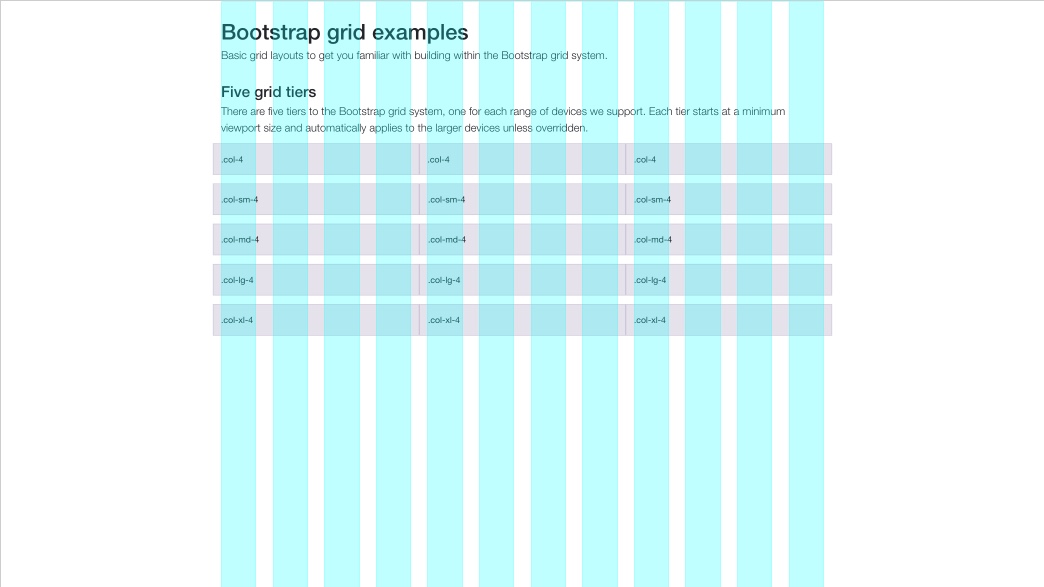 Bootstrap grid examples
Basic grid layouts to get you familiar with building within the Bootstrap grid system.
Five grid tiers
There are five tiers to the Bootstrap grid system, one for each range of devices we support. Each tier starts at a minimum
viewport size and automatically applies to the larger devices unless overridden.
.col-4 .col-4 .col-4
.col-sm-4 .col-sm-4 .col-sm-4
.col-md-4 .col-md-4 .col-md-4
.col-lg-4 .col-lg-4 .col-lg-4
.col-xl-4 .col-xl-4 .col-xl-4